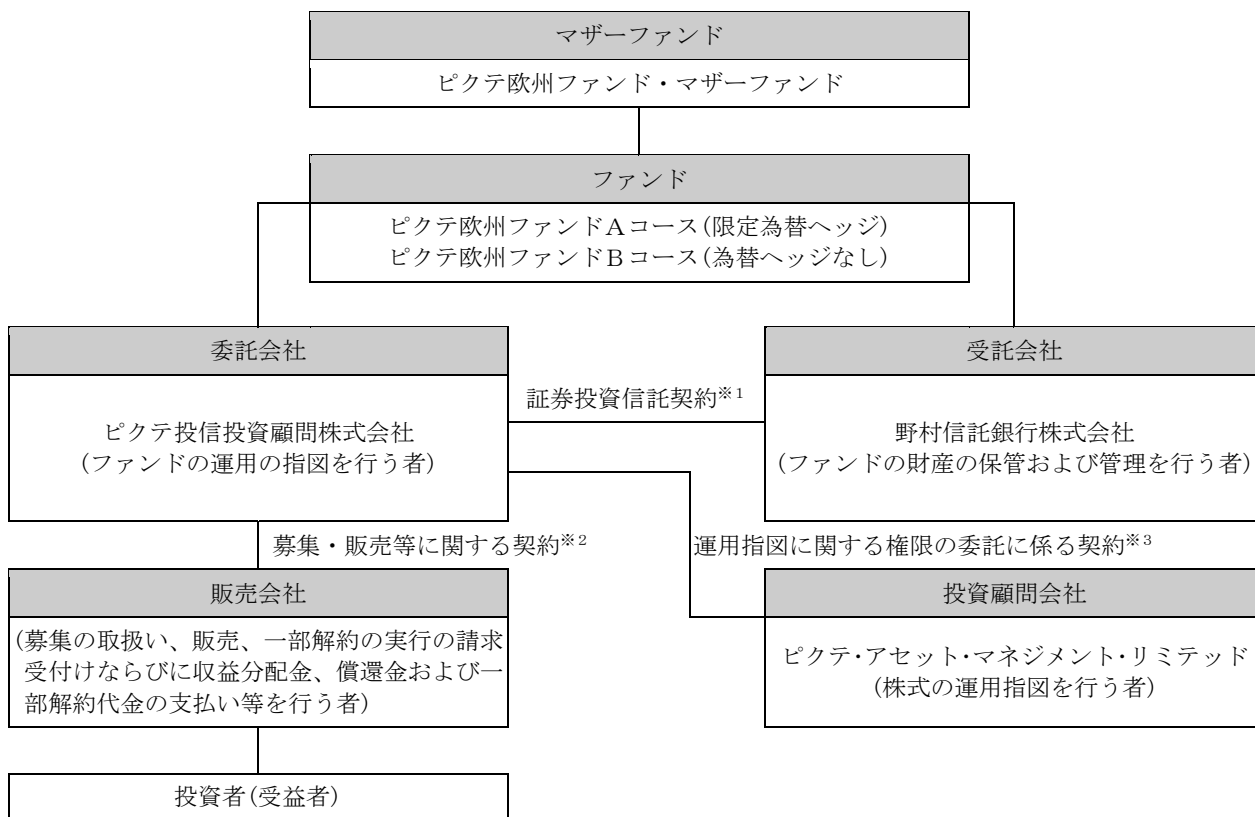 マザーファンド
ピクテ欧州ファンド・マザーファンド
ファンド
ピクテ欧州ファンドＡコース(限定為替ヘッジ)
ピクテ欧州ファンドＢコース(為替ヘッジなし)
委託会社
ピクテ投信投資顧問株式会社
(ファンドの運用の指図を行う者)
証券投資信託契約※1
受託会社
野村信託銀行株式会社
(ファンドの財産の保管および管理を行う者)
募集・販売等に関する契約※2
運用指図に関する権限の委託に係る契約※3
販売会社
(募集の取扱い、販売、一部解約の実行の請求
受付けならびに収益分配金、償還金および一
部解約代金の支払い等を行う者)
投資顧問会社
ピクテ･アセット･マネジメント･リミテッド
(株式の運用指図を行う者)
投資者(受益者)